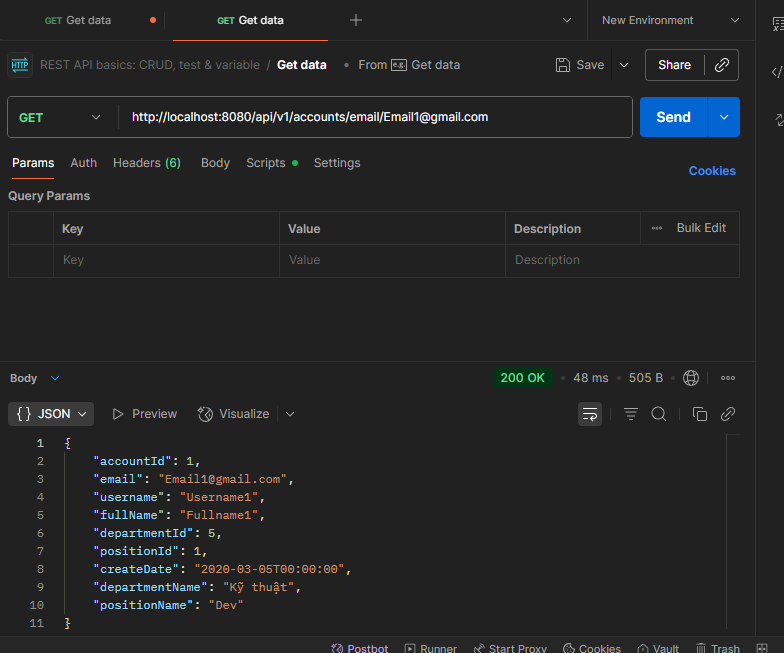 GET Get data GET Get data New Environment
HTTP REST API basics: CRUD, test & variable / Get data From e.g. Get data Save Share
GET http://localhost:8080/api/v1/accounts/email/Email1@gmail.com Send
Params Auth Headers (6) Body Scripts Settings Cookies
Query Params
Key Value Description Bulk Edit
Key Value Description
Body 200 OK 48 ms 505 B
{} JSON Preview Visualize
1 {
2 "accountId": 1,
3 "email": "Email1@gmail.com",
4 "username": "Username1",
5 "fullName": "Fullname1",
6 "departmentId": 5,
7 "positionId": 1,
8 "createDate": "2020-03-05T00:00:00",
9 "departmentName": "Kỹ thuật",
10 "positionName": "Dev"
11 }
Postbot Runner Start Proxy Cookies Vault Trash